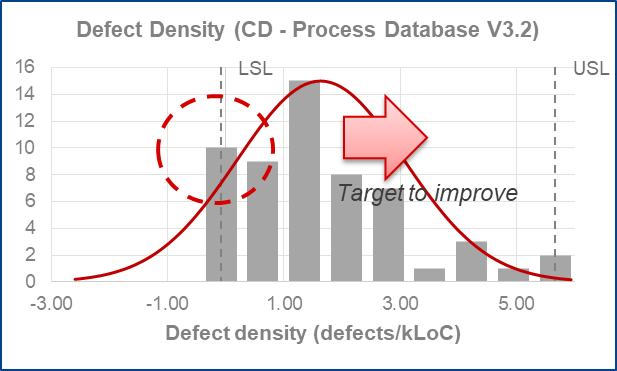 Defect Density (CD - Process Database V3.2)
LSL
USL
16
14
12
10
8
6
4
2
0
Target to improve
-3.00 -1.00 1.00 3.00 5.00
Defect density (defects/kLoC)